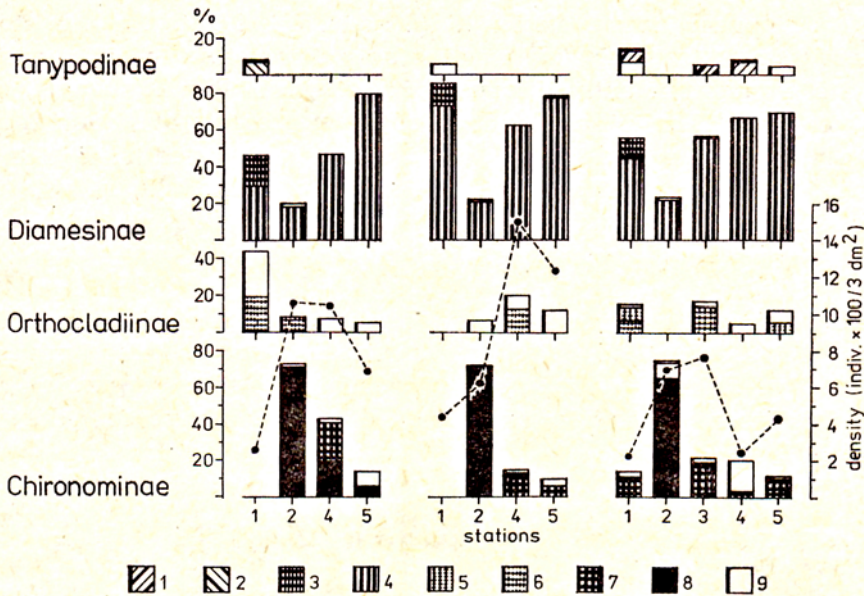 %
20
Tanypodinae
80
60
40
20
Diamesinae
40
20
Orthocladiinae
80
60
40
20
Chironominae
16
14
12
10
8
6
4
2
density (indiv. × 100/3 dm²)
1 2 4 5 1 2 4 5 1 2 3 4 5
stations
1 2 3 4 5 6 7 8 9